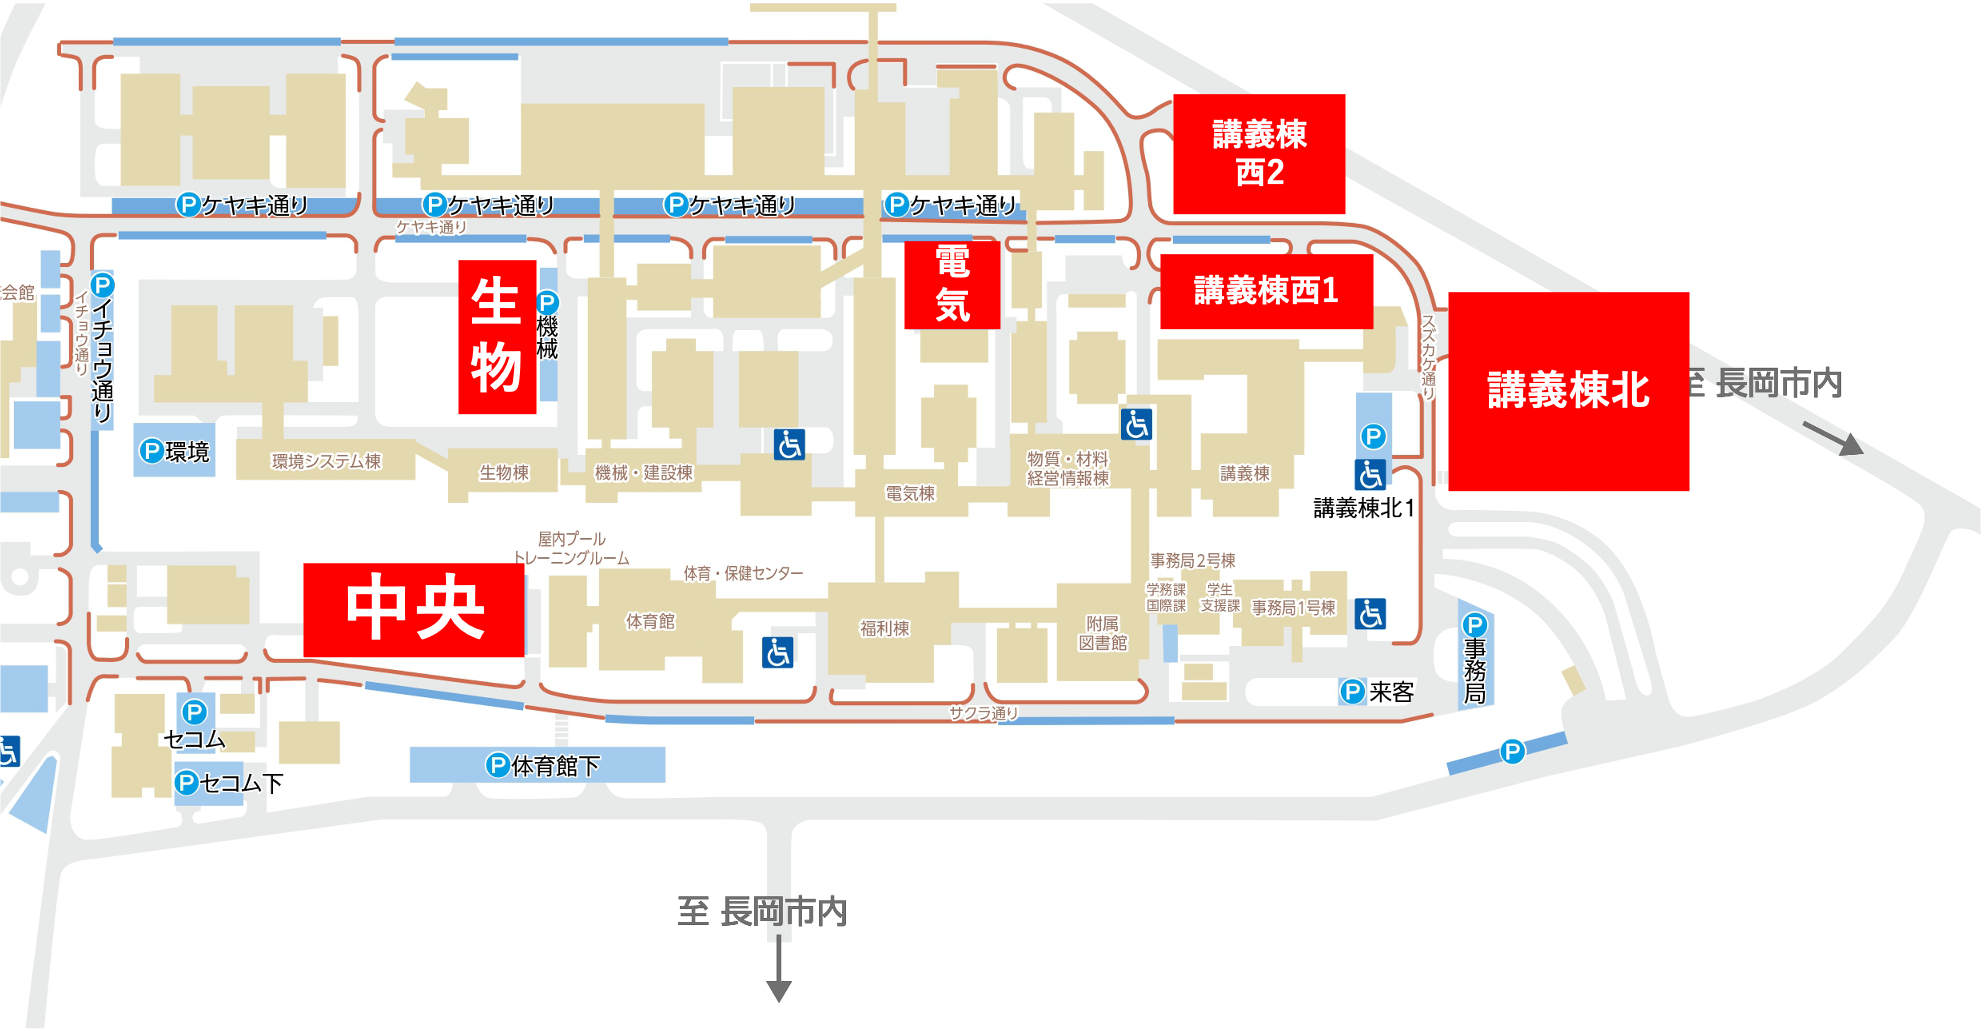 講義棟
西2
P ケヤキ通り
P ケヤキ通り
P ケヤキ通り
P ケヤキ通り
ケヤキ通り
電
気
生
物
P
機
械
講義棟西1
会館
イチョウ通り
P
イチョウ通り
スズカケ通り
講義棟北
至 長岡市内
P 環境
環境システム棟
生物棟
機械・建設棟
電気棟
物質・材料
経営情報棟
講義棟
P
講義棟北1
屋内プール
トレーニングルーム
体育・保健センター
中央
体育館
福利棟
附属
図書館
事務局2号棟
学務課
国際課
学生
支援課
事務局1号棟
P
事務局
P 来客
サクラ通り
P
セコム
P セコム下
P 体育館下
P
至 長岡市内